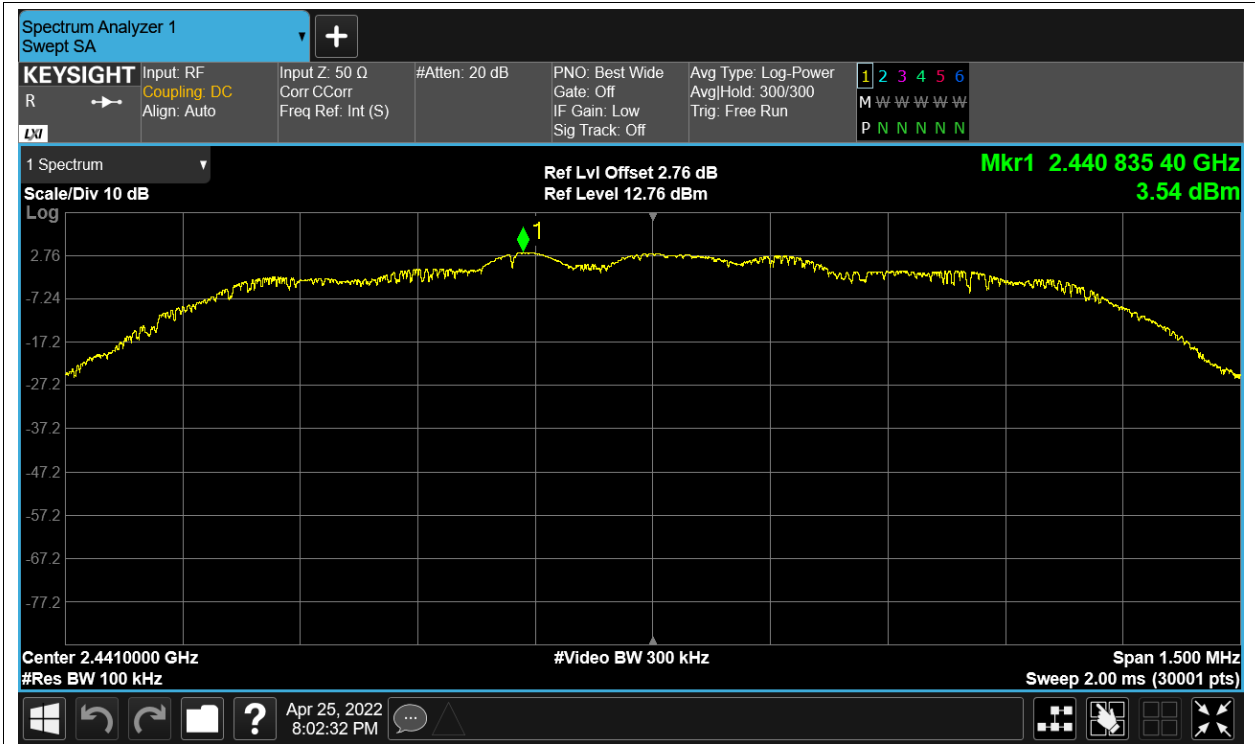 Spectrum Analyzer 1
Swept SA
KEYSIGHT
R
LXI
Input: RF
Coupling: DC
Align: Auto
Input Z: 50 Ω
Corr CCorr
Freq Ref: Int (S)
#Atten: 20 dB
PNO: Best Wide
Gate: Off
IF Gain: Low
Sig Track: Off
Avg Type: Log-Power
Avg|Hold: 300/300
Trig: Free Run
1 2 3 4 5 6
M W W W W W
P N N N N N
1 Spectrum
Scale/Div 10 dB
Ref Lvl Offset 2.76 dB
Ref Level 12.76 dBm
Mkr1 2.440 835 40 GHz
3.54 dBm
Log
1
2.76
-7.24
-17.2
-27.2
-37.2
-47.2
-57.2
-67.2
-77.2
Center 2.4410000 GHz
#Video BW 300 kHz
Span 1.500 MHz
#Res BW 100 kHz
Sweep 2.00 ms (30001 pts)
?
Apr 25, 2022
8:02:32 PM